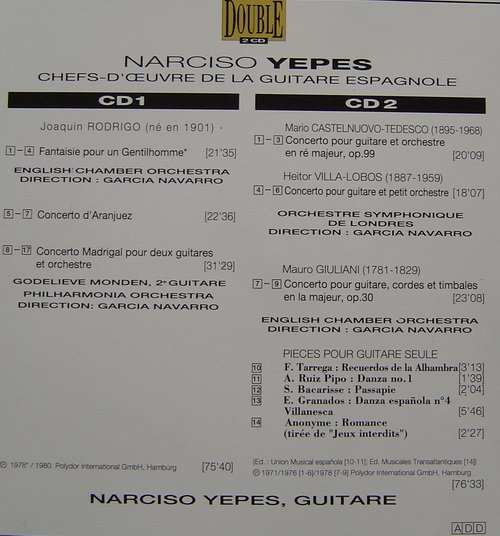 DOUBLE
2 CD
NARCISO YEPES
CHEFS-D'ŒUVRE DE LA GUITARE ESPAGNOLE
CD 1
Joaquin RODRIGO (né en 1901)
1 - 4 Fantaisie pour un Gentilhomme* [21'35]
ENGLISH CHAMBER ORCHESTRA
DIRECTION : GARCIA NAVARRO
5 - 7 Concerto d'Aranjuez [22'36]
8 - 17 Concerto Madrigal pour deux guitares
et orchestre [31'29]
GODELIEVE MONDEN, 2e GUITARE
PHILHARMONIA ORCHESTRA
DIRECTION: GARCIA NAVARRO
℗ 1978* / 1980 Polydor International GmbH, Hamburg [75'40]
CD 2
Mario CASTELNUOVO-TEDESCO (1895-1968)
1 - 3 Concerto pour guitare et orchestre
en ré majeur, op.99 [20'09]
Heitor VILLA-LOBOS (1887-1959)
4 - 6 Concerto pour guitare et petit orchestre [18'07]
ORCHESTRE SYMPHONIQUE
DE LONDRES
DIRECTION : GARCIA NAVARRO
Mauro GIULIANI (1781-1829)
7 - 9 Concerto pour guitare, cordes et timbales
en la majeur, op.30 [23'08]
ENGLISH CHAMBER ORCHESTRA
DIRECTION : GARCIA NAVARRO
PIECES POUR GUITARE SEULE
10 F. Tarrega : Recuerdos de la Alhambra [3'13]
11 A. Ruiz Pipo : Danza no.1 [1'39]
12 S. Bacarisse : Passapie [2'04]
13 E. Granados : Danza española n°4
Villanesca [5'46]
14 Anonyme : Romance
(tirée de "Jeux interdits") [2'27]
(Ed. : Union Musical española [10-11]; Ed. Musicales Transatlantiques [14])
℗ 1971/1976 [1-6]/1978 [7-9] Polydor International GmbH, Hamburg
[76'33]
NARCISO YEPES, GUITARE
ADD